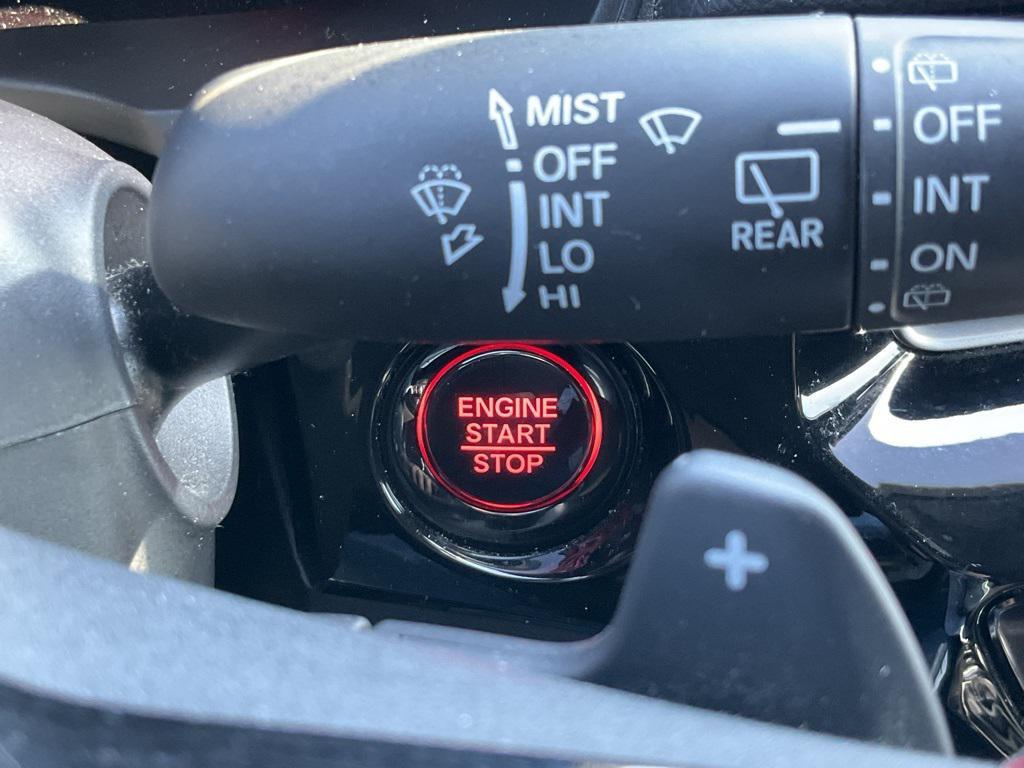 MIST
OFF
INT
LO
HI
REAR
OFF
INT
ON
ENGINE
START
STOP
+